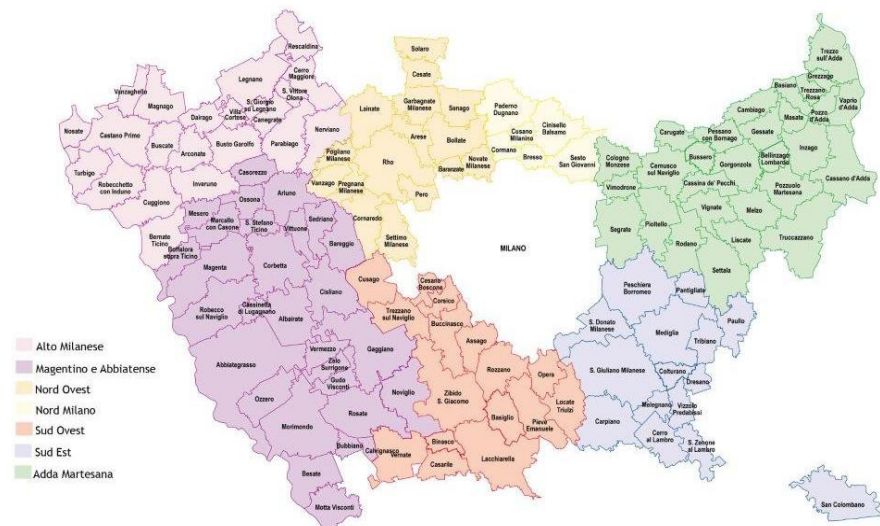 Rescaldina
Legnano
Cerro
Maggiore
S. Vittore
Olona
Vanzaghello
Magnago
S. Giorgio
su Legnano
Villa
Cortese
Canegrate
Dairago
Nosate
Castano Primo
Buscate
Arconate
Busto Garolfo
Parabiago
Nerviano
Turbigo
Robecchetto
con Induno
Inveruno
Cuggiono
Bernate
Ticino
Casorezzo
Ossona
Arluno
Mesero
Marcallo
con Casone
S. Stefano
Ticino
Vittuone
Sedriano
Bareggio
Boffalora
sopra Ticino
Magenta
Corbetta
Robecco
sul Naviglio
Cassinetta
di Lugagnano
Albairate
Cisliano
Abbiategrasso
Vermezzo
Zelo
Surrigone
Gudo
Visconti
Gaggiano
Ozzero
Rosate
Noviglio
Morimondo
Bubbiano
Calvignasco
Besate
Motta Visconti
Solaro
Cesate
Lainate
Garbagnate
Milanese
Senago
Arese
Bollate
Pogliano
Milanese
Rho
Baranzate
Novate
Milanese
Vanzago
Pregnana
Milanese
Pero
Cornaredo
Settimo
Milanese
Paderno
Dugnano
Cusano
Milanino
Cinisello
Balsamo
Cormano
Bresso
Sesto
San Giovanni
MILANO
Cusago
Cesano
Boscone
Corsico
Trezzano
sul Naviglio
Buccinasco
Assago
Zibido
S. Giacomo
Rozzano
Opera
Basiglio
Pieve
Emanuele
Locate
Triulzi
Binasco
Vernate
Casarile
Lacchiarella
Trezzo
sull'Adda
Grezzago
Basiano
Trezzano
Rosa
Vaprio
d'Adda
Pozzo
d'Adda
Masate
Cambiago
Gessate
Pessano
con Bornago
Carugate
Inzago
Bellinzago
Lombardo
Gorgonzola
Bussero
Cologno
Monzese
Cernusco
sul Naviglio
Cassina de' Pecchi
Pozzuolo
Martesana
Cassano d'Adda
Vimodrone
Vignate
Melzo
Segrate
Pioltello
Rodano
Liscate
Truccazzano
Settala
Peschiera
Borromeo
Pantigliate
S. Donato
Milanese
Mediglia
Paullo
Tribiano
S. Giuliano Milanese
Colturano
Dresano
Melegnano
Vizzolo
Predabissi
Carpiano
Cerro
al Lambro
S. Zenone
al Lambro
San Colombano
Alto Milanese
Magentino e Abbiatense
Nord Ovest
Nord Milano
Sud Ovest
Sud Est
Adda Martesana